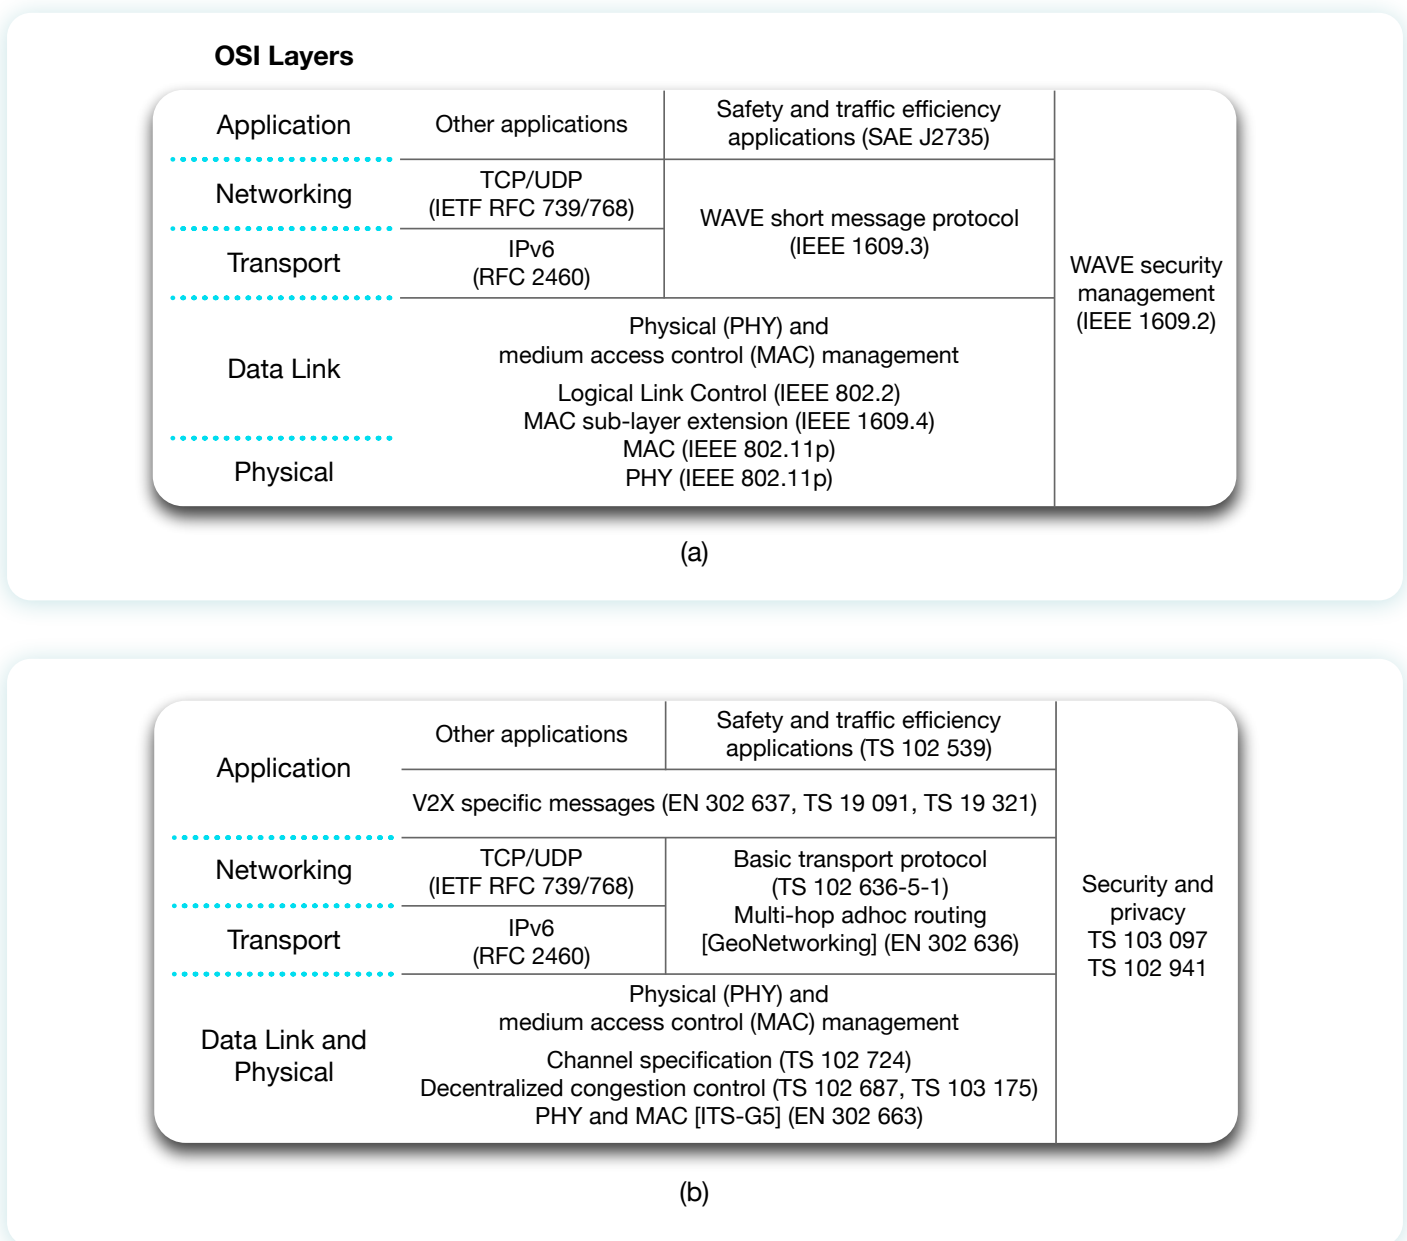 OSI Layers
Application
Other applications
Safety and traffic efficiency
applications (SAE J2735)
Networking
TCP/UDP
(IETF RFC 739/768)
WAVE short message protocol
(IEEE 1609.3)
Transport
IPv6
(RFC 2460)
WAVE security
management
(IEEE 1609.2)
Data Link
Physical (PHY) and
medium access control (MAC) management
Logical Link Control (IEEE 802.2)
MAC sub-layer extension (IEEE 1609.4)
MAC (IEEE 802.11p)
Physical
PHY (IEEE 802.11p)
(a)
Application
Other applications
Safety and traffic efficiency
applications (TS 102 539)
V2X specific messages (EN 302 637, TS 19 091, TS 19 321)
Networking
TCP/UDP
(IETF RFC 739/768)
Basic transport protocol
(TS 102 636-5-1)
Multi-hop adhoc routing
[GeoNetworking] (EN 302 636)
Transport
IPv6
(RFC 2460)
Security and
privacy
TS 103 097
TS 102 941
Data Link and
Physical
Physical (PHY) and
medium access control (MAC) management
Channel specification (TS 102 724)
Decentralized congestion control (TS 102 687, TS 103 175)
PHY and MAC [ITS-G5] (EN 302 663)
(b)